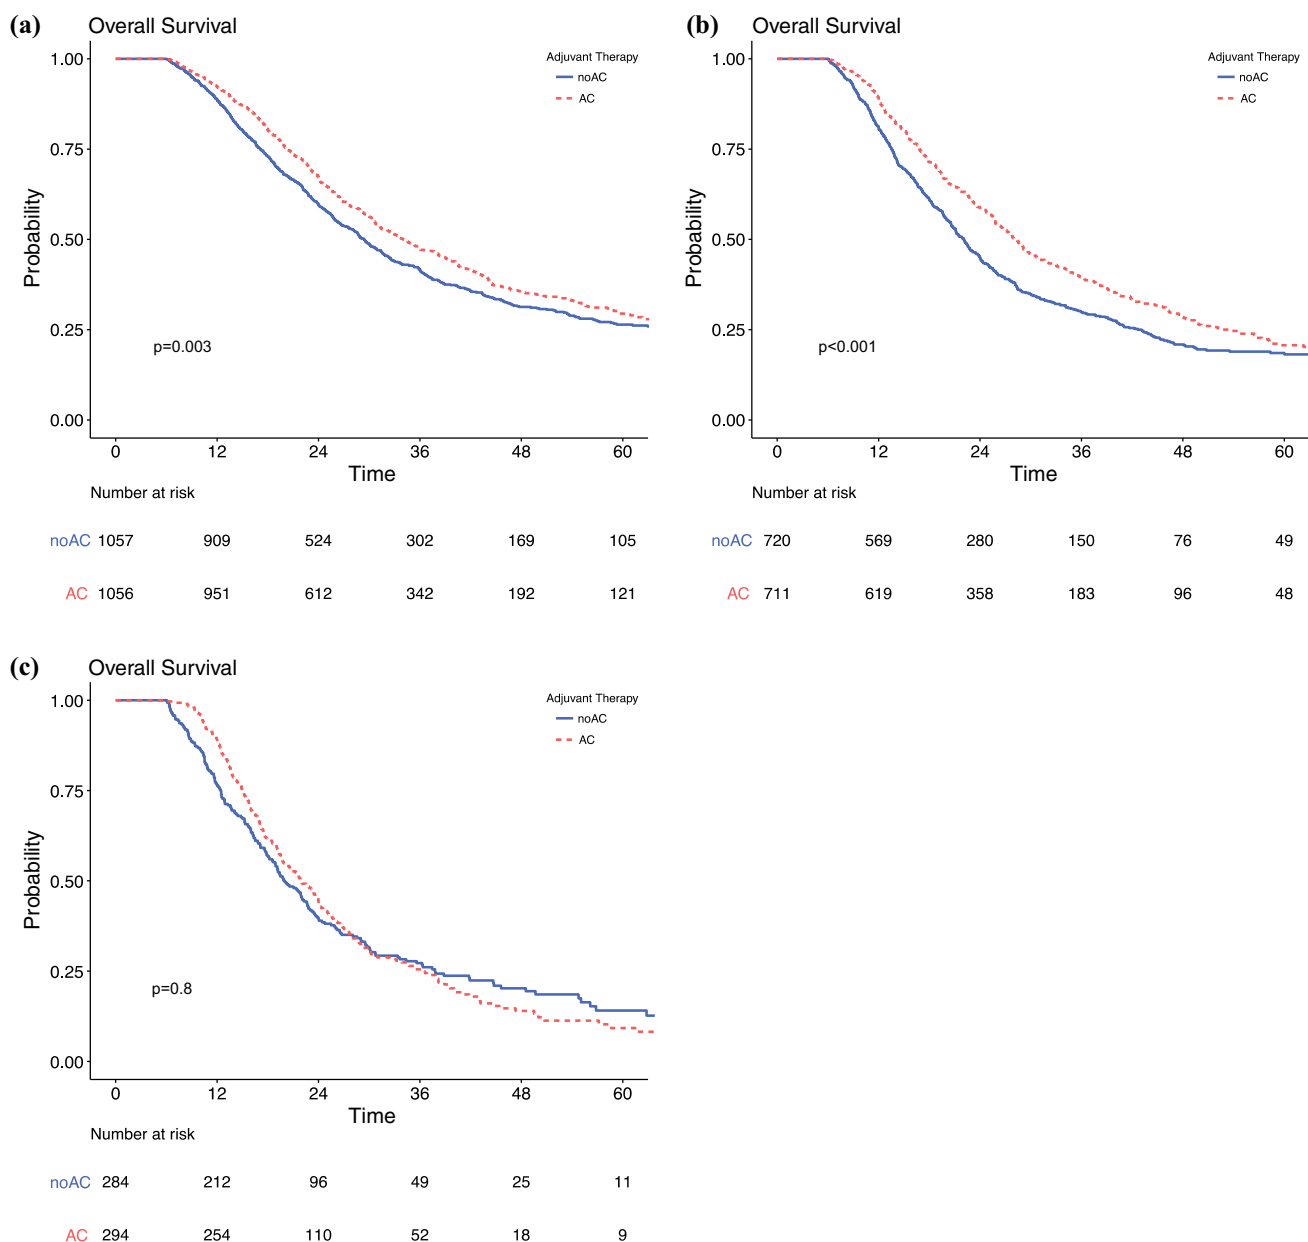 (a) Overall Survival
Adjuvant Therapy
noAC
AC
1.00
0.75
0.50
0.25
0.00
Probability
p=0.003
0 12 24 36 48 60
Time
Number at risk
noAC 1057 909 524 302 169 105
AC 1056 951 612 342 192 121
(b) Overall Survival
Adjuvant Therapy
noAC
AC
1.00
0.75
0.50
0.25
0.00
Probability
p<0.001
0 12 24 36 48 60
Time
Number at risk
noAC 720 569 280 150 76 49
AC 711 619 358 183 96 48
(c) Overall Survival
Adjuvant Therapy
noAC
AC
1.00
0.75
0.50
0.25
0.00
Probability
p=0.8
0 12 24 36 48 60
Time
Number at risk
noAC 284 212 96 49 25 11
AC 294 254 110 52 18 9